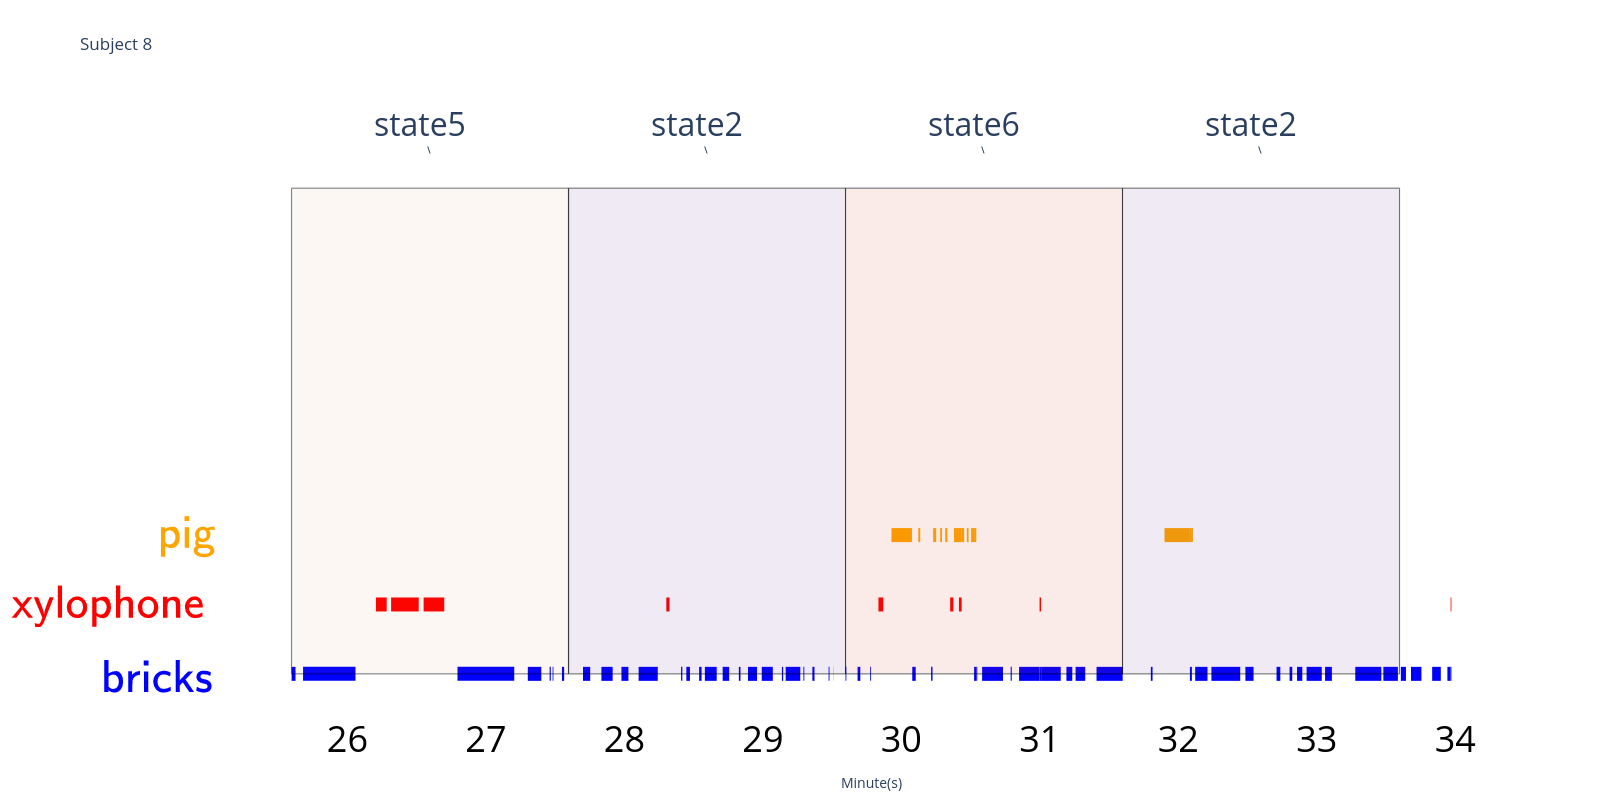 Subject 8
state5 state2 state6 state2
pig
xylophone
bricks
26 27 28 29 30 31 32 33 34
Minute(s)